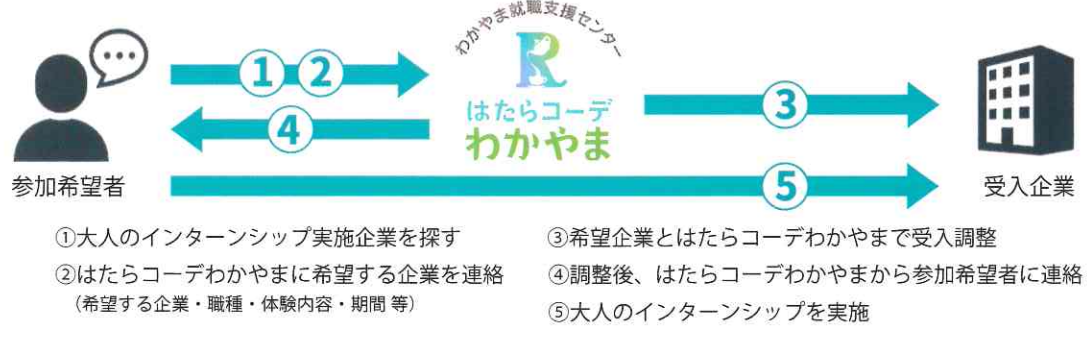 わかやま就職支援センター
R
はたらコーデ
わかやま
①②
③
④
⑤
参加希望者
受入企業
①大人のインターンシップ実施企業を探す
②はたらコーデわかやまに希望する企業を連絡
（希望する企業・職種・体験内容・期間 等）
③希望企業とはたらコーデわかやまで受入調整
④調整後、はたらコーデわかやまから参加希望者に連絡
⑤大人のインターンシップを実施